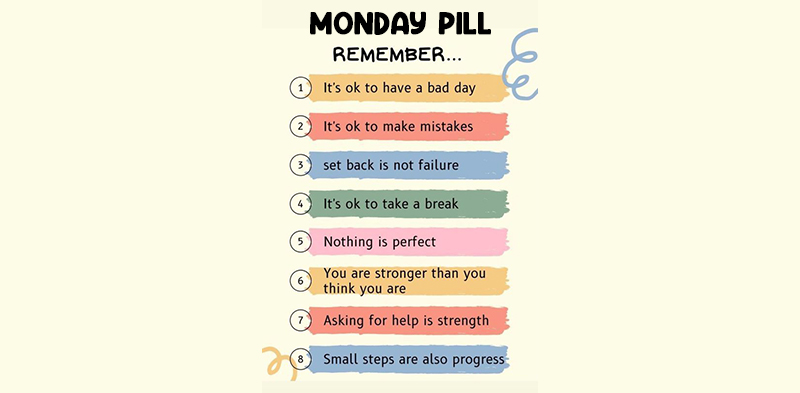 MONDAY PILL
REMEMBER...
1 It's ok to have a bad day
2 It's ok to make mistakes
3 set back is not failure
4 It's ok to take a break
5 Nothing is perfect
6 You are stronger than you
think you are
7 Asking for help is strength
8 Small steps are also progress